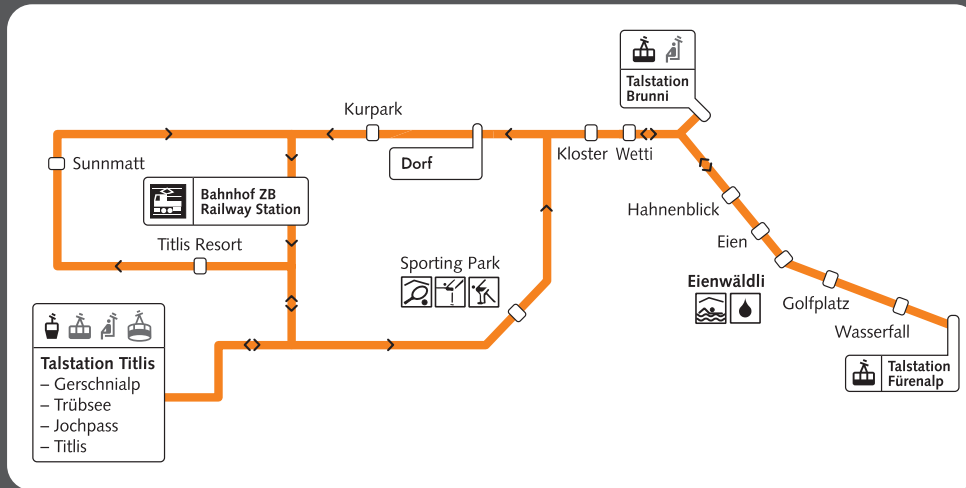 Talstation
Brunni
Kurpark
Dorf
Kloster
Wetti
Sunnmatt
Bahnhof ZB
Railway Station
Hahnenblick
Titlis Resort
Eien
Sporting Park
Eienwäldli
Golfplatz
Wasserfall
Talstation Titlis
– Gerschnialp
– Trübsee
– Jochpass
– Titlis
Talstation
Fürenalp